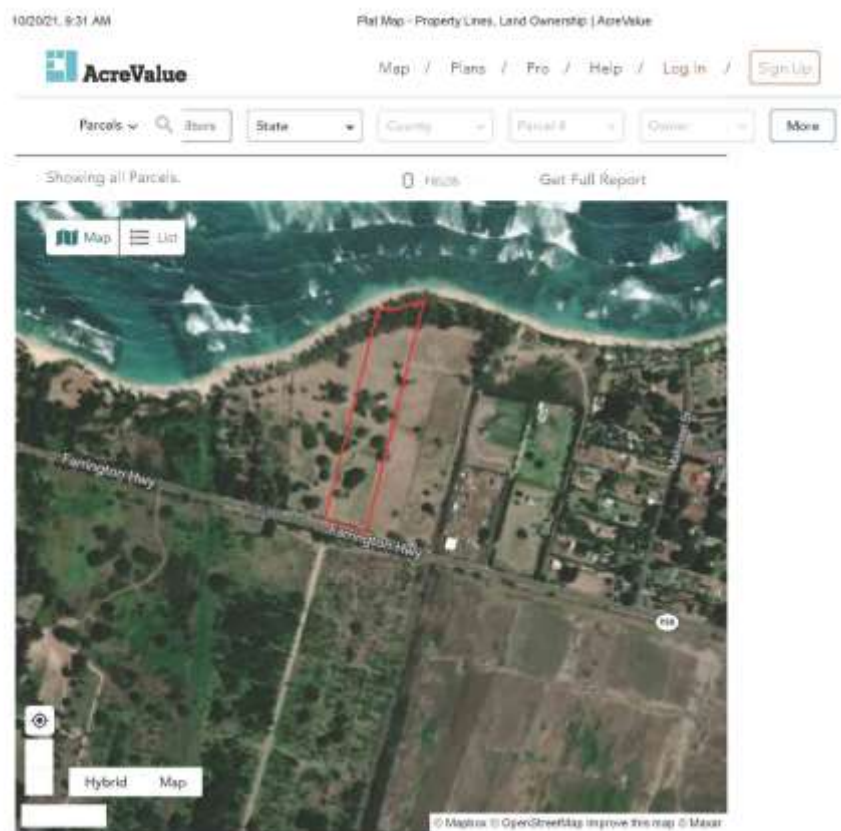 10/20/21, 9:31 AM Plat Map - Property Lines, Land Ownership | AcreValue
AcreValue Map / Plans / Pro / Help / Log In / Sign Up
Parcels State County Parcel # Owner More
Showing all Parcels. 0 Get Full Report
Map List
Farrington Hwy
Farrington Hwy
Hybrid Map
© Mapbox © OpenStreetMap Improve this map © Maxar